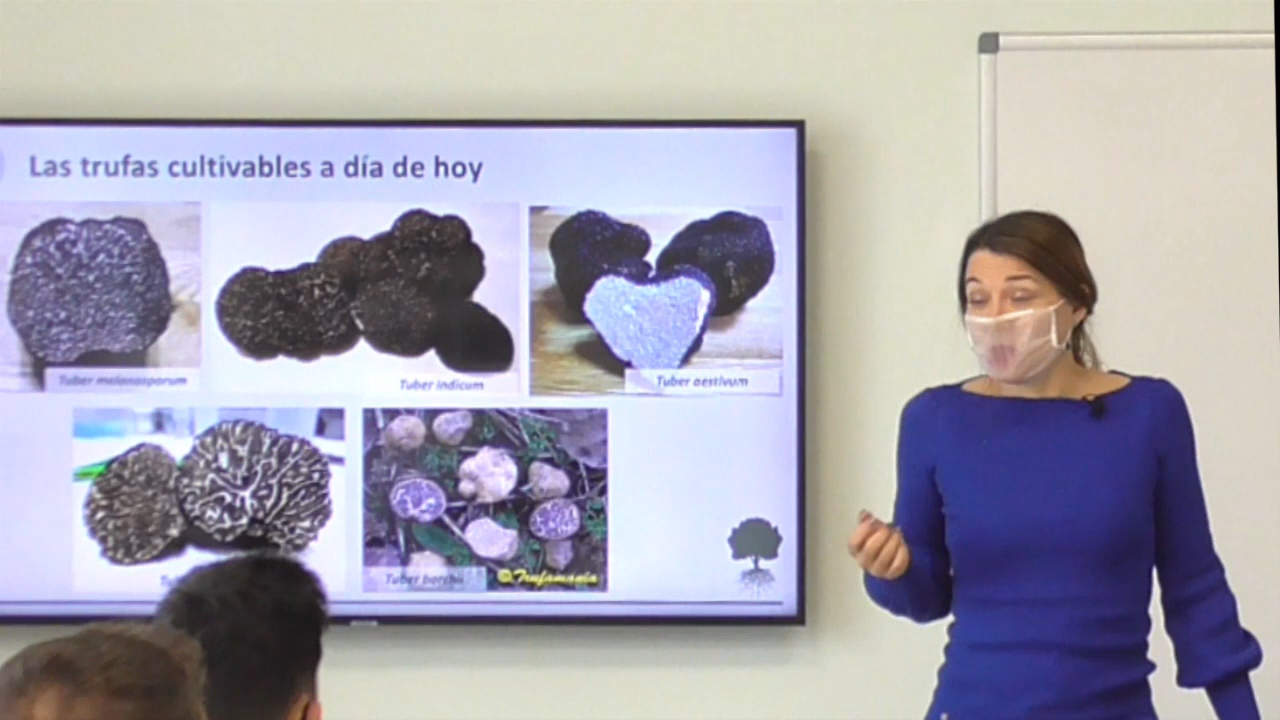 Las trufas cultivables a día de hoy
Tuber melanosporum
Tuber indicum
Tuber aestivum
Tuber borchii
©Trufamania